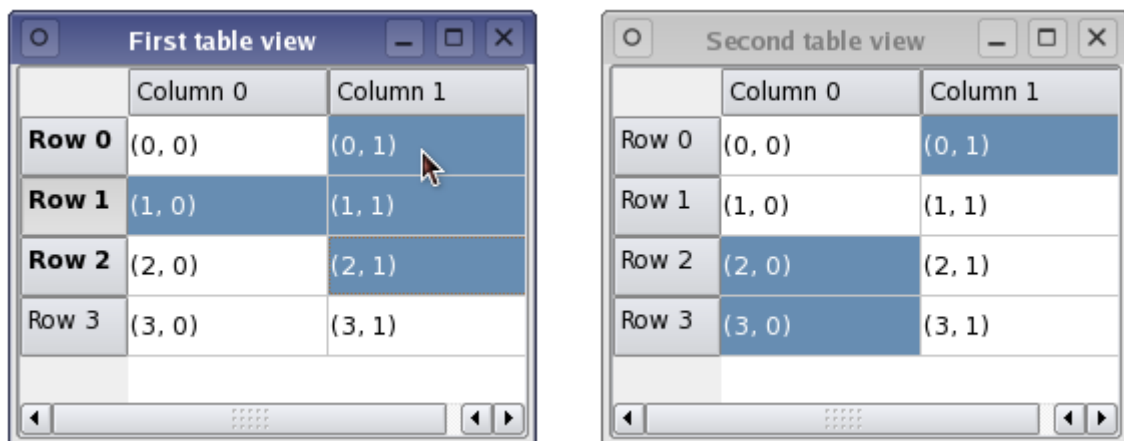 First table view
Column 0 Column 1
Row 0 (0, 0) (0, 1)
Row 1 (1, 0) (1, 1)
Row 2 (2, 0) (2, 1)
Row 3 (3, 0) (3, 1)
Second table view
Column 0 Column 1
Row 0 (0, 0) (0, 1)
Row 1 (1, 0) (1, 1)
Row 2 (2, 0) (2, 1)
Row 3 (3, 0) (3, 1)